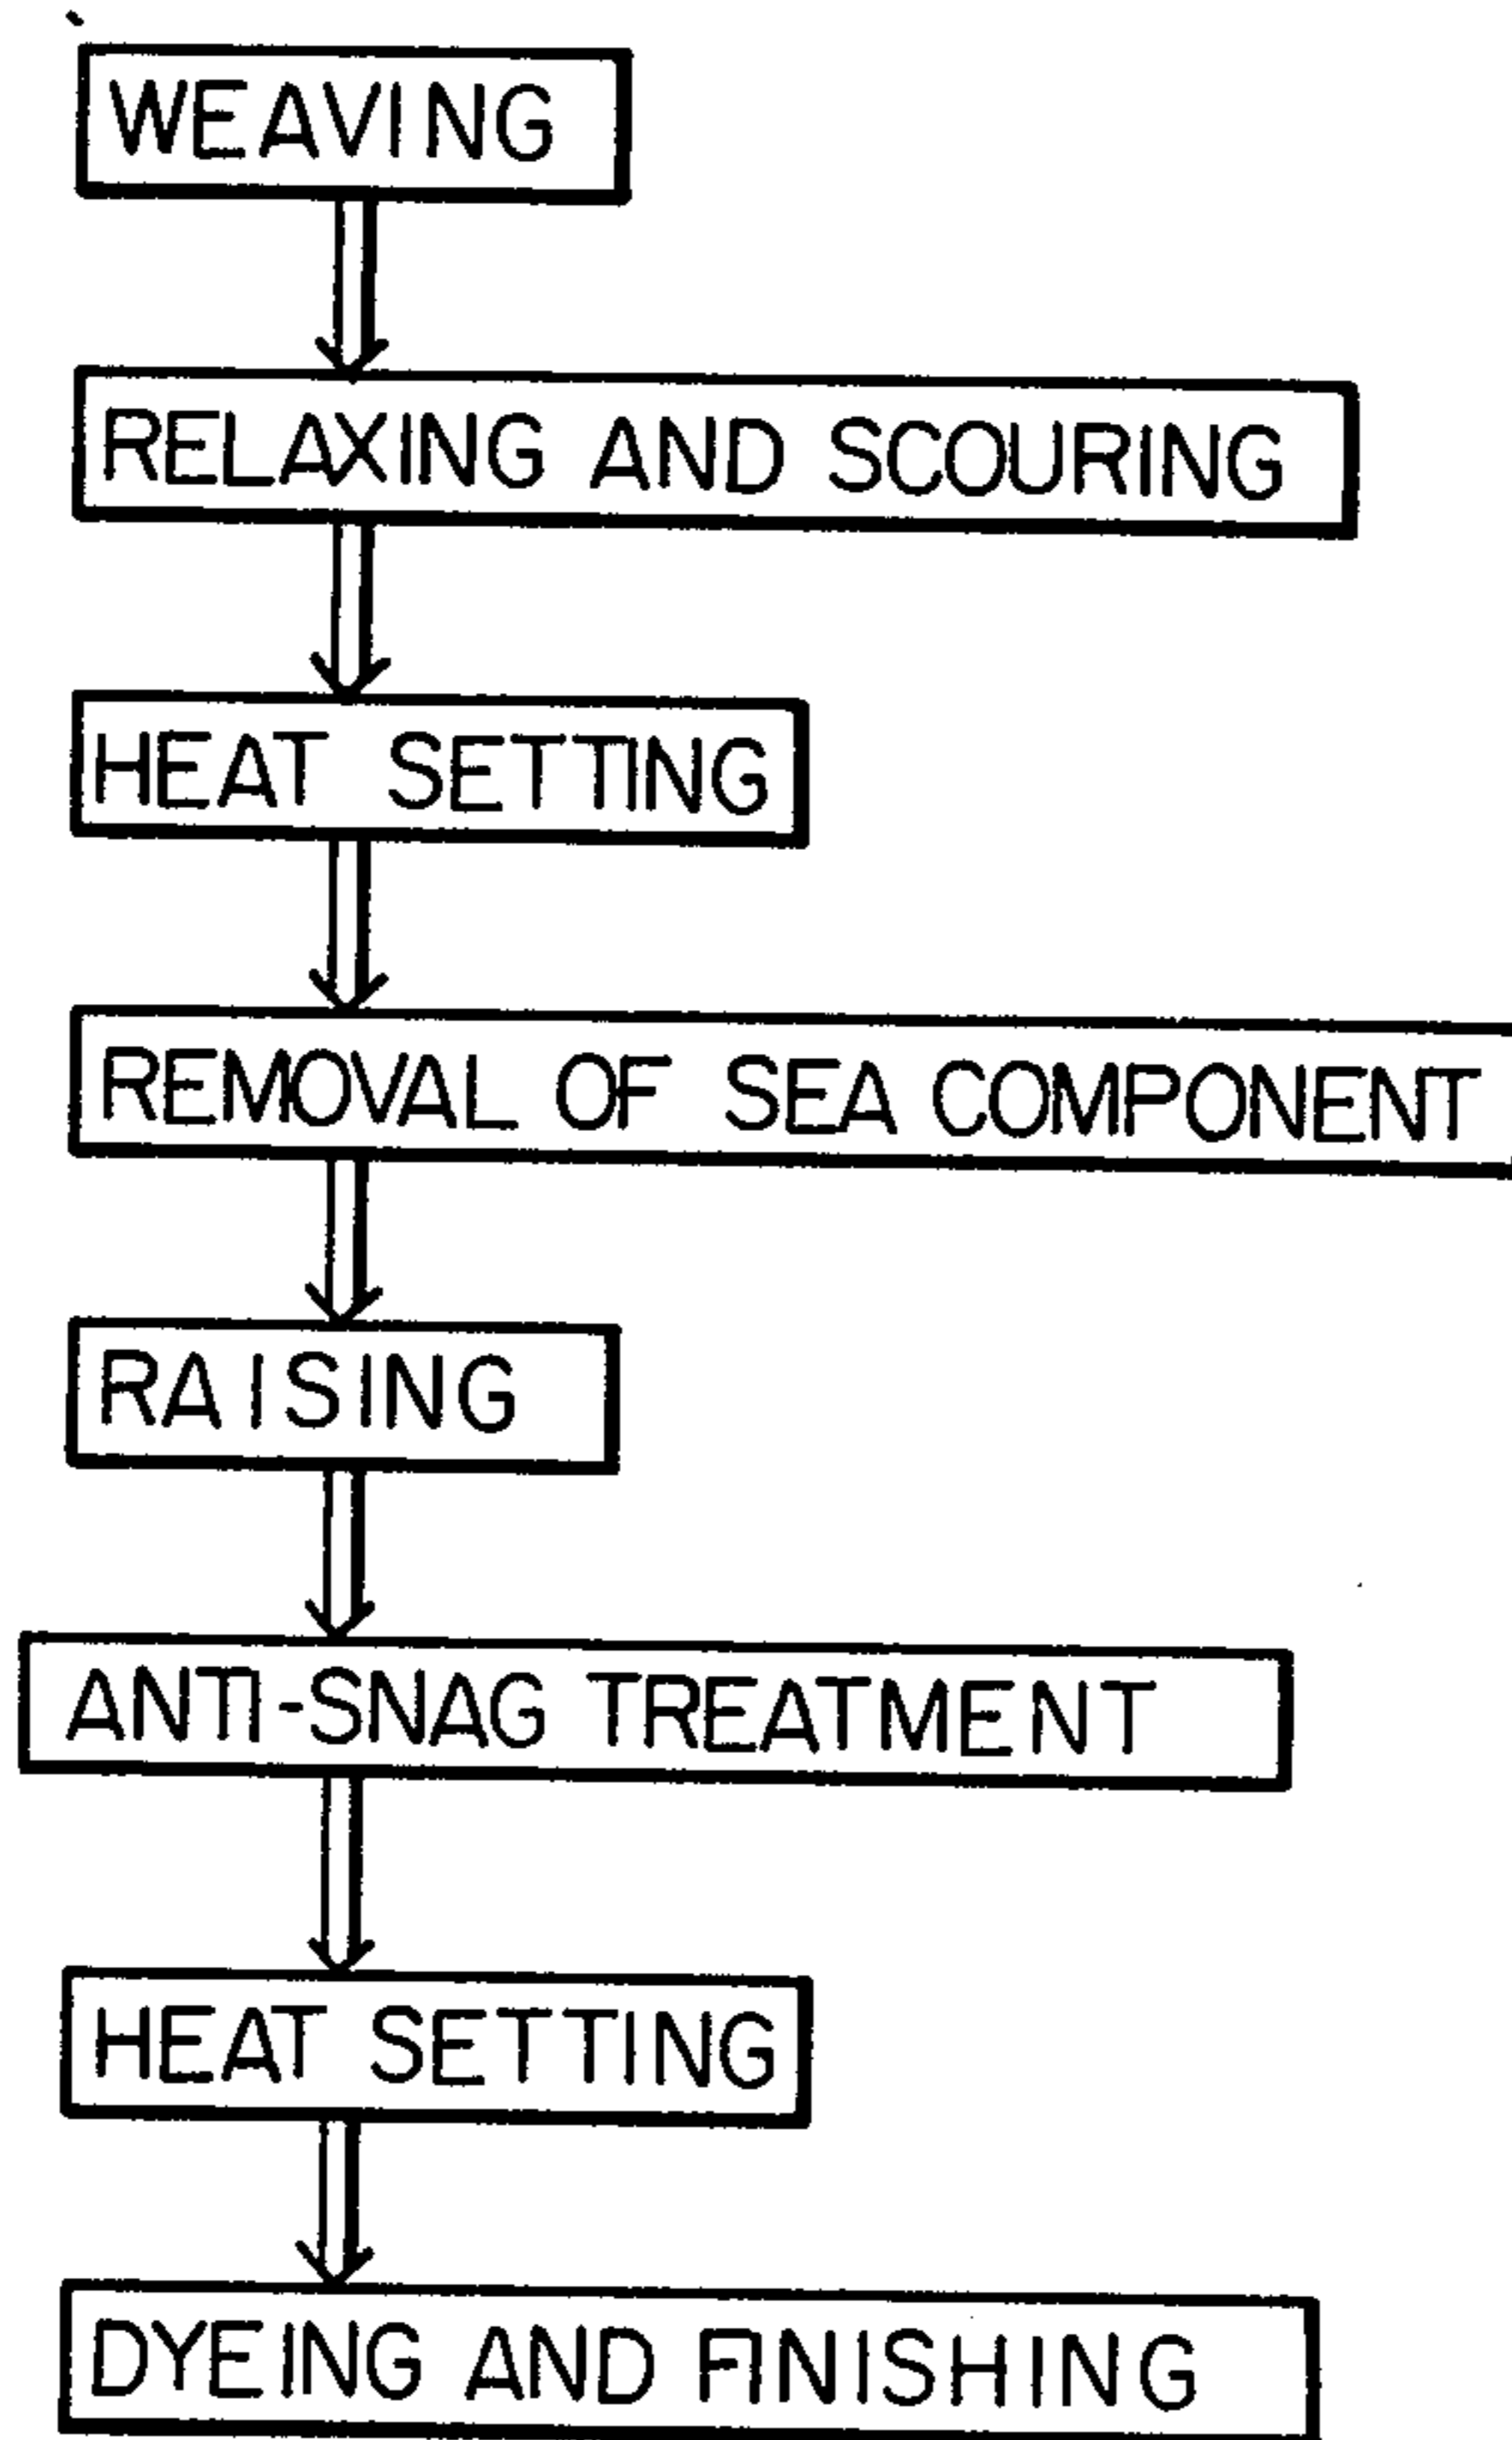 WEAVING
RELAXING AND SCOURING
HEAT SETTING
REMOVAL OF SEA COMPONENT
RAISING
ANTI-SNAG TREATMENT
HEAT SETTING
DYEING AND FINISHING